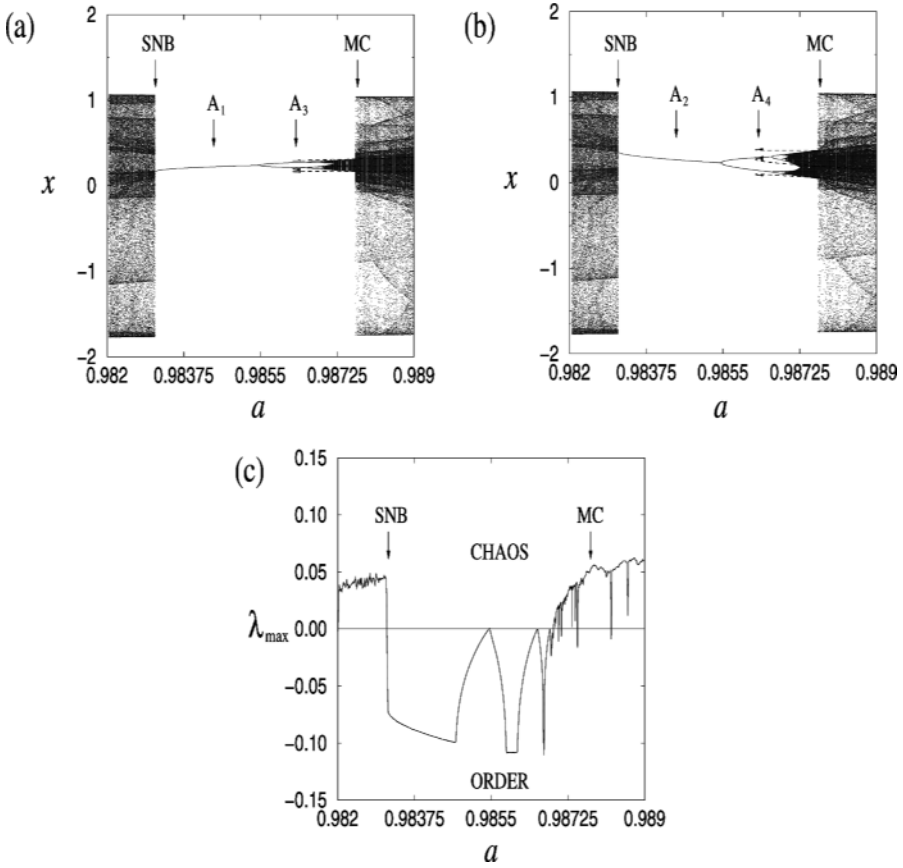 (a)
2
SNB
MC
1
A1
A3
x
0
−1
−2
0.982
0.98375
0.9855
0.98725
0.989
a
(b)
2
SNB
MC
1
A2
A4
x
0
−1
−2
0.982
0.98375
0.9855
0.98725
0.989
a
(c)
0.15
0.10
SNB
MC
CHAOS
0.05
λmax
0.00
−0.05
−0.10
ORDER
−0.15
0.982
0.98375
0.9855
0.98725
0.989
a